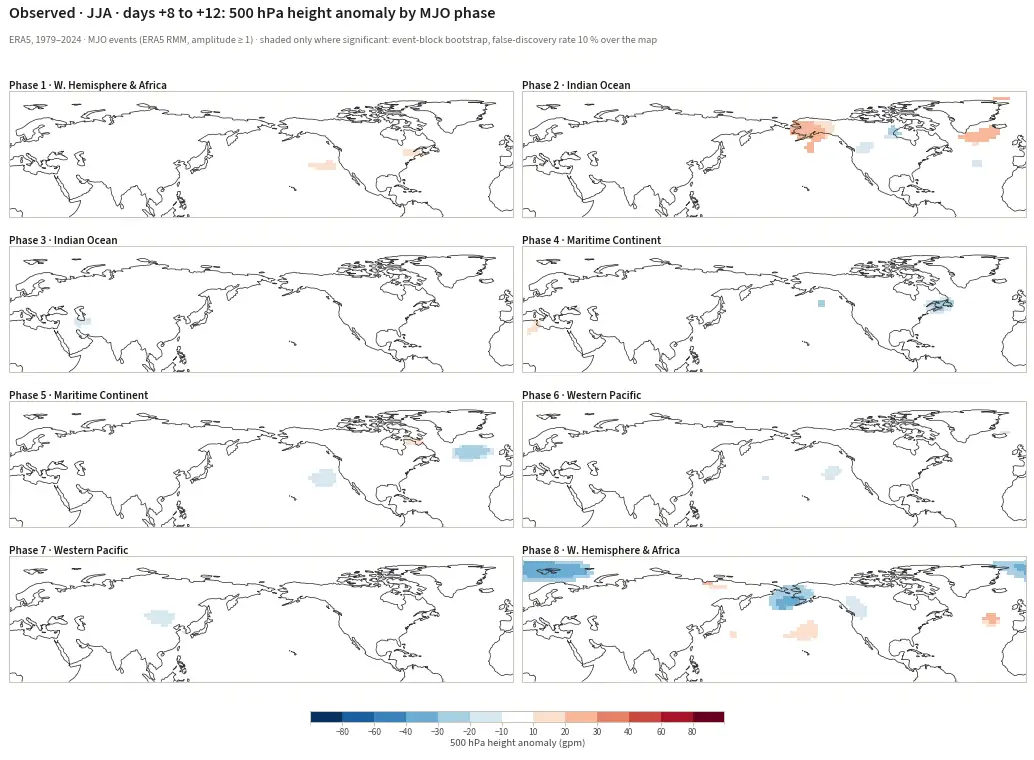 Observed · JJA · days +8 to +12: 500 hPa height anomaly by MJO phase
ERA5, 1979–2024 · MJO events (ERA5 RMM, amplitude ≥ 1) · shaded only where significant: event-block bootstrap, false-discovery rate 10 % over the map
Phase 1 · W. Hemisphere & Africa
Phase 2 · Indian Ocean
Phase 3 · Indian Ocean
Phase 4 · Maritime Continent
Phase 5 · Maritime Continent
Phase 6 · Western Pacific
Phase 7 · Western Pacific
Phase 8 · W. Hemisphere & Africa
−80 −60 −40 −30 −20 −10 10 20 30 40 60 80
500 hPa height anomaly (gpm)